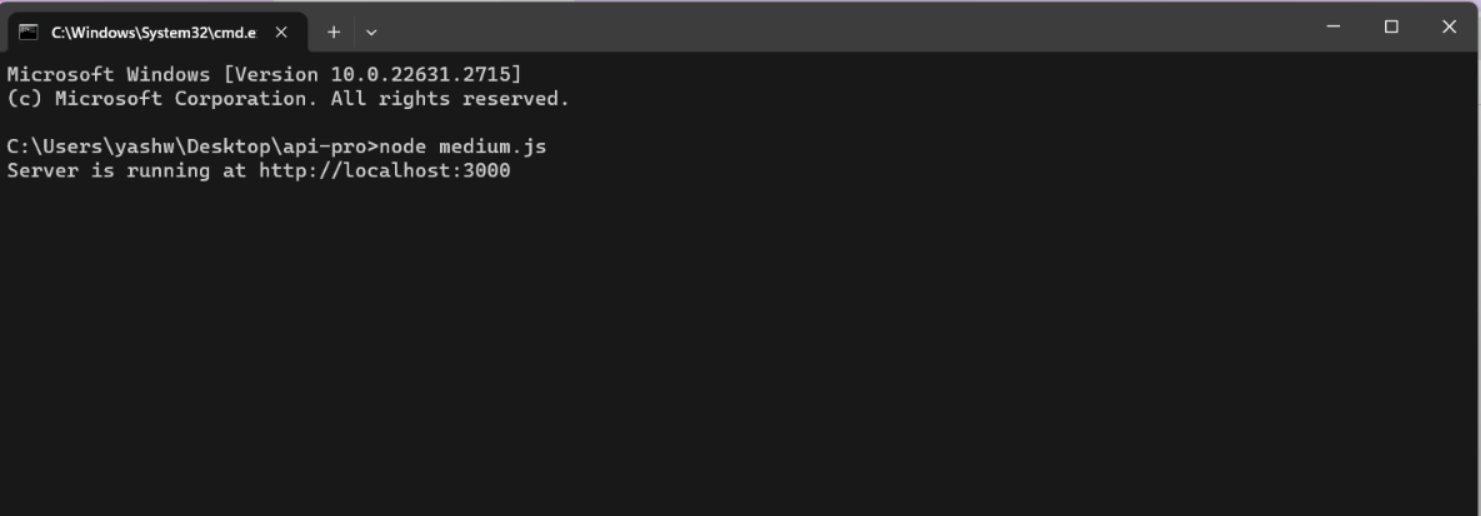 C:\Windows\System32\cmd.e
Microsoft Windows [Version 10.0.22631.2715]
(c) Microsoft Corporation. All rights reserved.
C:\Users\yashw\Desktop\api-pro>node medium.js
Server is running at http://localhost:3000